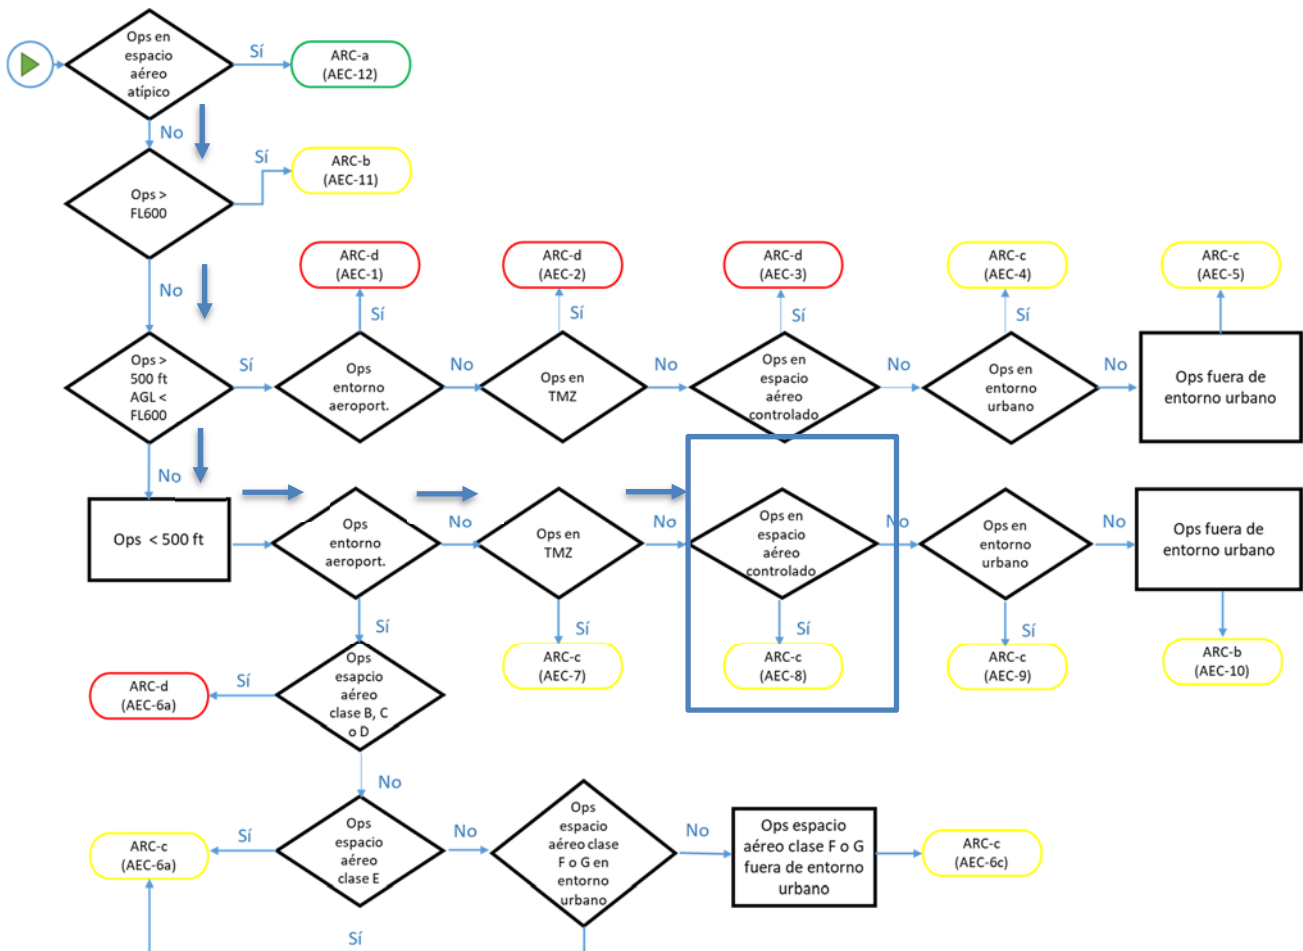 Ops en
espacio
aéreo
atípico
Sí
ARC-a
(AEC-12)
No
Ops >
FL600
Sí
ARC-b
(AEC-11)
No
Ops >
500 ft
AGL <
FL600
Sí
Ops
entorno
aeroport.
Sí
ARC-d
(AEC-1)
No
Ops en
TMZ
Sí
ARC-d
(AEC-2)
No
Ops en
espacio
aéreo
controlado
Sí
ARC-d
(AEC-3)
No
Ops en
entorno
urbano
Sí
ARC-c
(AEC-4)
No
Ops fuera de
entorno urbano
ARC-c
(AEC-5)
No
Ops < 500 ft
Ops
entorno
aeroport.
No
Ops en
TMZ
No
Ops en
espacio
aéreo
controlado
No
Ops en
entorno
urbano
No
Ops fuera de
entorno urbano
Sí
Sí
ARC-c
(AEC-7)
Sí
ARC-c
(AEC-8)
Sí
ARC-c
(AEC-9)
ARC-b
(AEC-10)
Ops
esapcio
aéreo
clase B, C
o D
Sí
ARC-d
(AEC-6a)
No
Ops
espacio
aéreo
clase E
Sí
ARC-c
(AEC-6a)
No
Ops
espacio
aéreo clase
F o G en
entorno
urbano
No
Ops espacio
aéreo clase F o G
fuera de entorno
urbano
ARC-c
(AEC-6c)
Sí